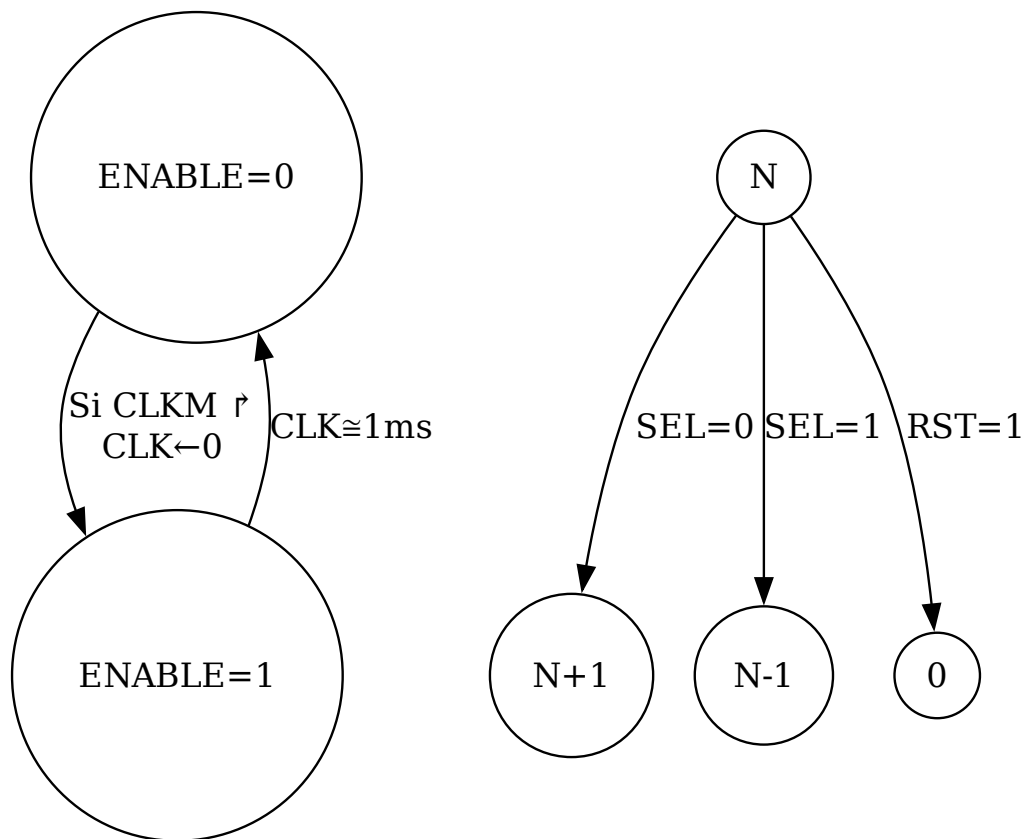 ENABLE=0
N
Si CLKM ↱
CLK←0
CLK≅1ms
SEL=0
SEL=1
RST=1
ENABLE=1
N+1
N-1
0